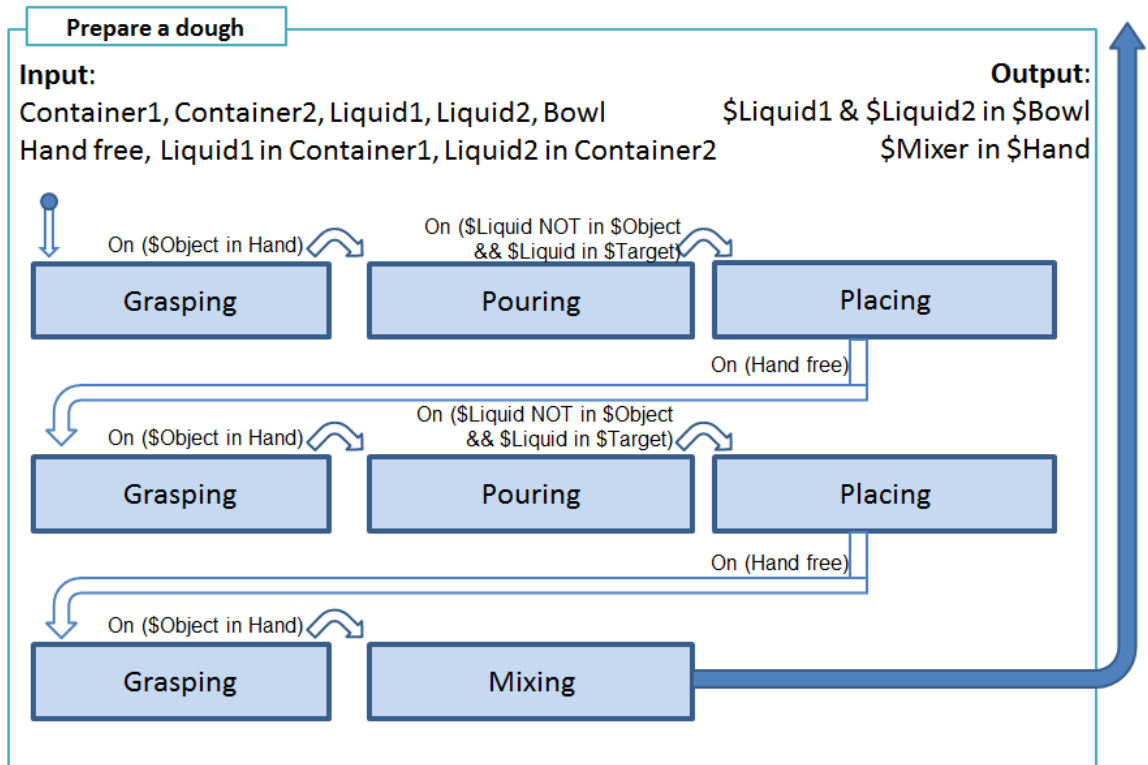 Prepare a dough
Input:
Output:
Container1, Container2, Liquid1, Liquid2, Bowl
$Liquid1 & $Liquid2 in $Bowl
Hand free, Liquid1 in Container1, Liquid2 in Container2
$Mixer in $Hand
On ($Object in Hand)
On ($Liquid NOT in $Object
&& $Liquid in $Target)
Grasping
Pouring
Placing
On (Hand free)
On ($Object in Hand)
On ($Liquid NOT in $Object
&& $Liquid in $Target)
Grasping
Pouring
Placing
On (Hand free)
On ($Object in Hand)
Grasping
Mixing